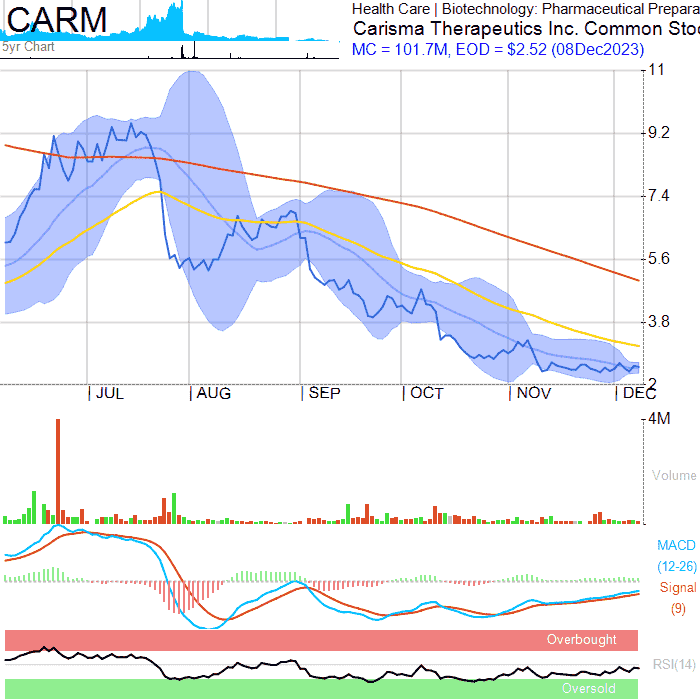 CARM
5yr Chart
Health Care | Biotechnology: Pharmaceutical Prepara
Carisma Therapeutics Inc. Common Stoc
MC = 101.7M, EOD = $2.52 (08Dec2023)
11
9.2
7.4
5.6
3.8
2
JUL AUG SEP OCT NOV DEC
4M
Volume
MACD
(12-26)
Signal
(9)
Overbought
RSI(14)
Oversold